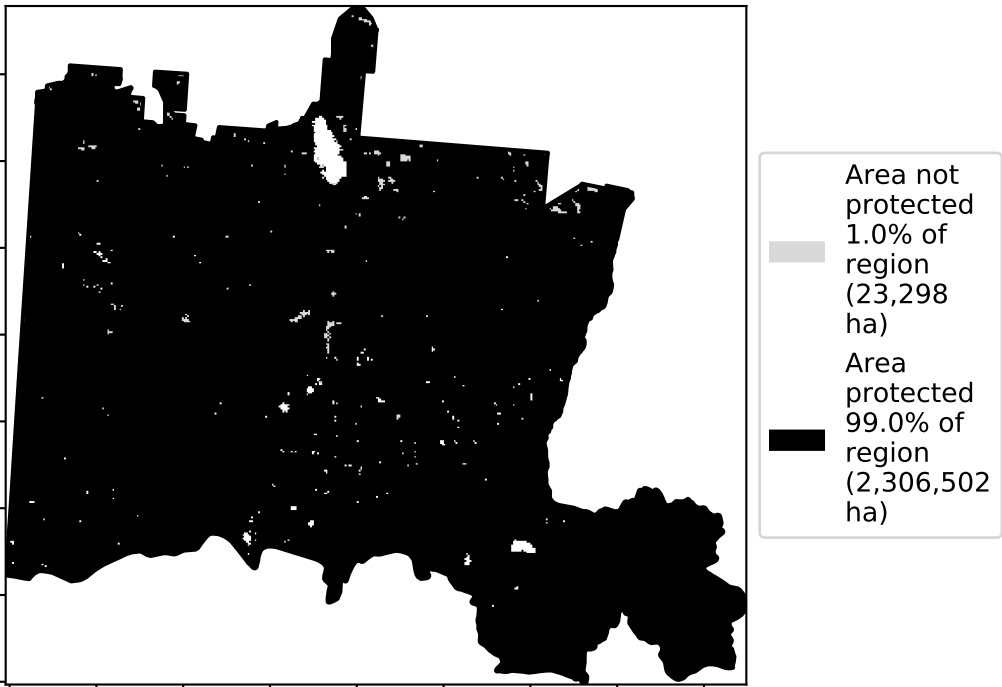 Area not
protected
1.0% of
region
(23,298
ha)
Area
protected
99.0% of
region
(2,306,502
ha)